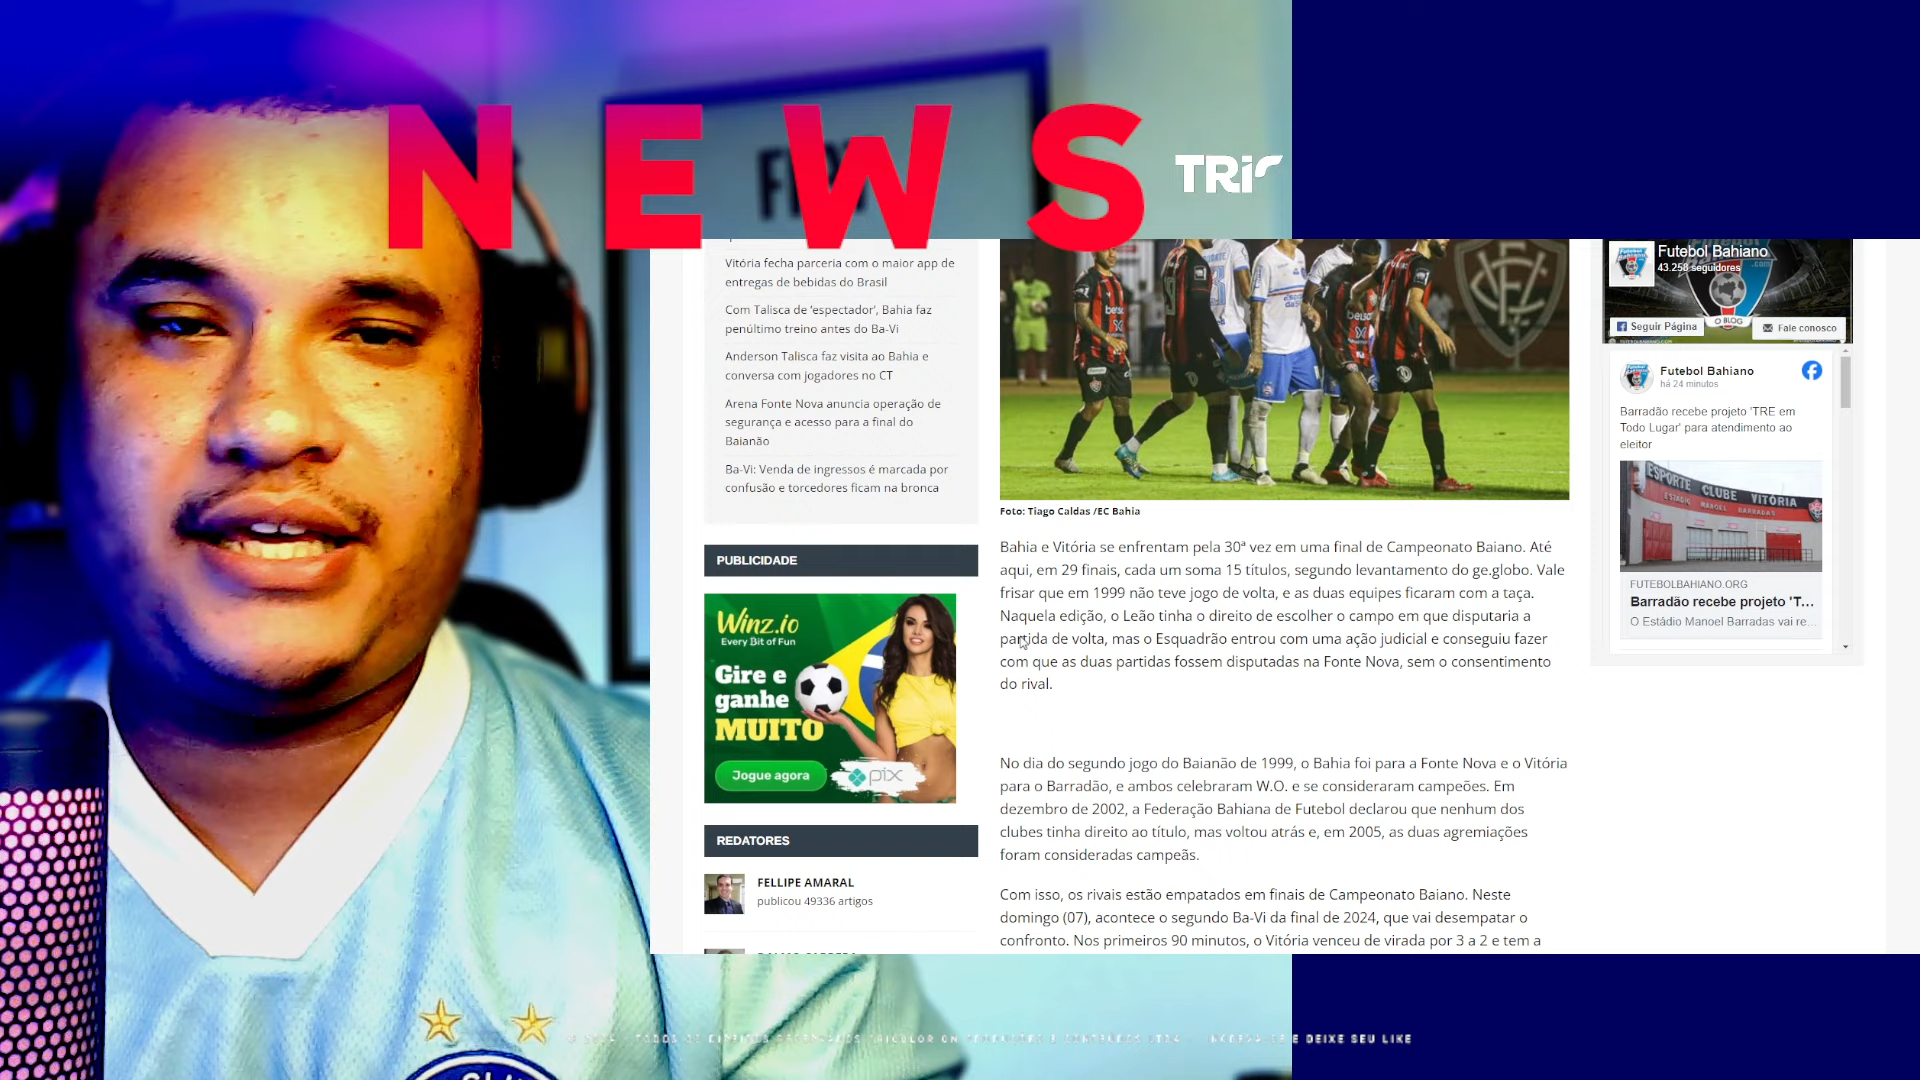 NEWS
TRi
Vitória fecha parceria com o maior app de
entregas de bebidas do Brasil
Com Talisca de ‘espectador’, Bahia faz
penúltimo treino antes do Ba-Vi
Anderson Talisca faz visita ao Bahia e
conversa com jogadores no CT
Arena Fonte Nova anuncia operação de
segurança e acesso para a final do
Baianão
Ba-Vi: Venda de ingressos é marcada por
confusão e torcedores ficam na bronca
PUBLICIDADE
Winz.io
Every Bit of Fun
Gire e
ganhe
MUITO
Jogue agora
pix
REDATORES
FELLIPE AMARAL
publicou 49336 artigos
Foto: Tiago Caldas /EC Bahia
Bahia e Vitória se enfrentam pela 30ª vez em uma final de Campeonato Baiano. Até
aqui, em 29 finais, cada um soma 15 títulos, segundo levantamento do ge.globo. Vale
frisar que em 1999 não teve jogo de volta, e as duas equipes ficaram com a taça.
Naquela edição, o Leão tinha o direito de escolher o campo em que disputaria a
partida de volta, mas o Esquadrão entrou com uma ação judicial e conseguiu fazer
com que as duas partidas fossem disputadas na Fonte Nova, sem o consentimento
do rival.
No dia do segundo jogo do Baianão de 1999, o Bahia foi para a Fonte Nova e o Vitória
para o Barradão, e ambos celebraram W.O. e se consideraram campeões. Em
dezembro de 2002, a Federação Bahiana de Futebol declarou que nenhum dos
clubes tinha direito ao título, mas voltou atrás e, em 2005, as duas agremiações
foram consideradas campeãs.
Com isso, os rivais estão empatados em finais de Campeonato Baiano. Neste
domingo (07), acontece o segundo Ba-Vi da final de 2024, que vai desempatar o
confronto. Nos primeiros 90 minutos, o Vitória venceu de virada por 3 a 2 e tem a
Futebol Bahiano
43.258 seguidores
O BLOG
Seguir Página
Fale conosco
Futebol Bahiano
há 24 minutos
Barradão recebe projeto 'TRE em
Todo Lugar' para atendimento ao
eleitor
ESPORTE CLUBE VITÓRIA
ESTÁDIO MANOEL BARRADAS
FUTEBOLBAHIANO.ORG
Barradão recebe projeto 'T...
O Estádio Manoel Barradas vai re...
E DEIXE SEU LIKE